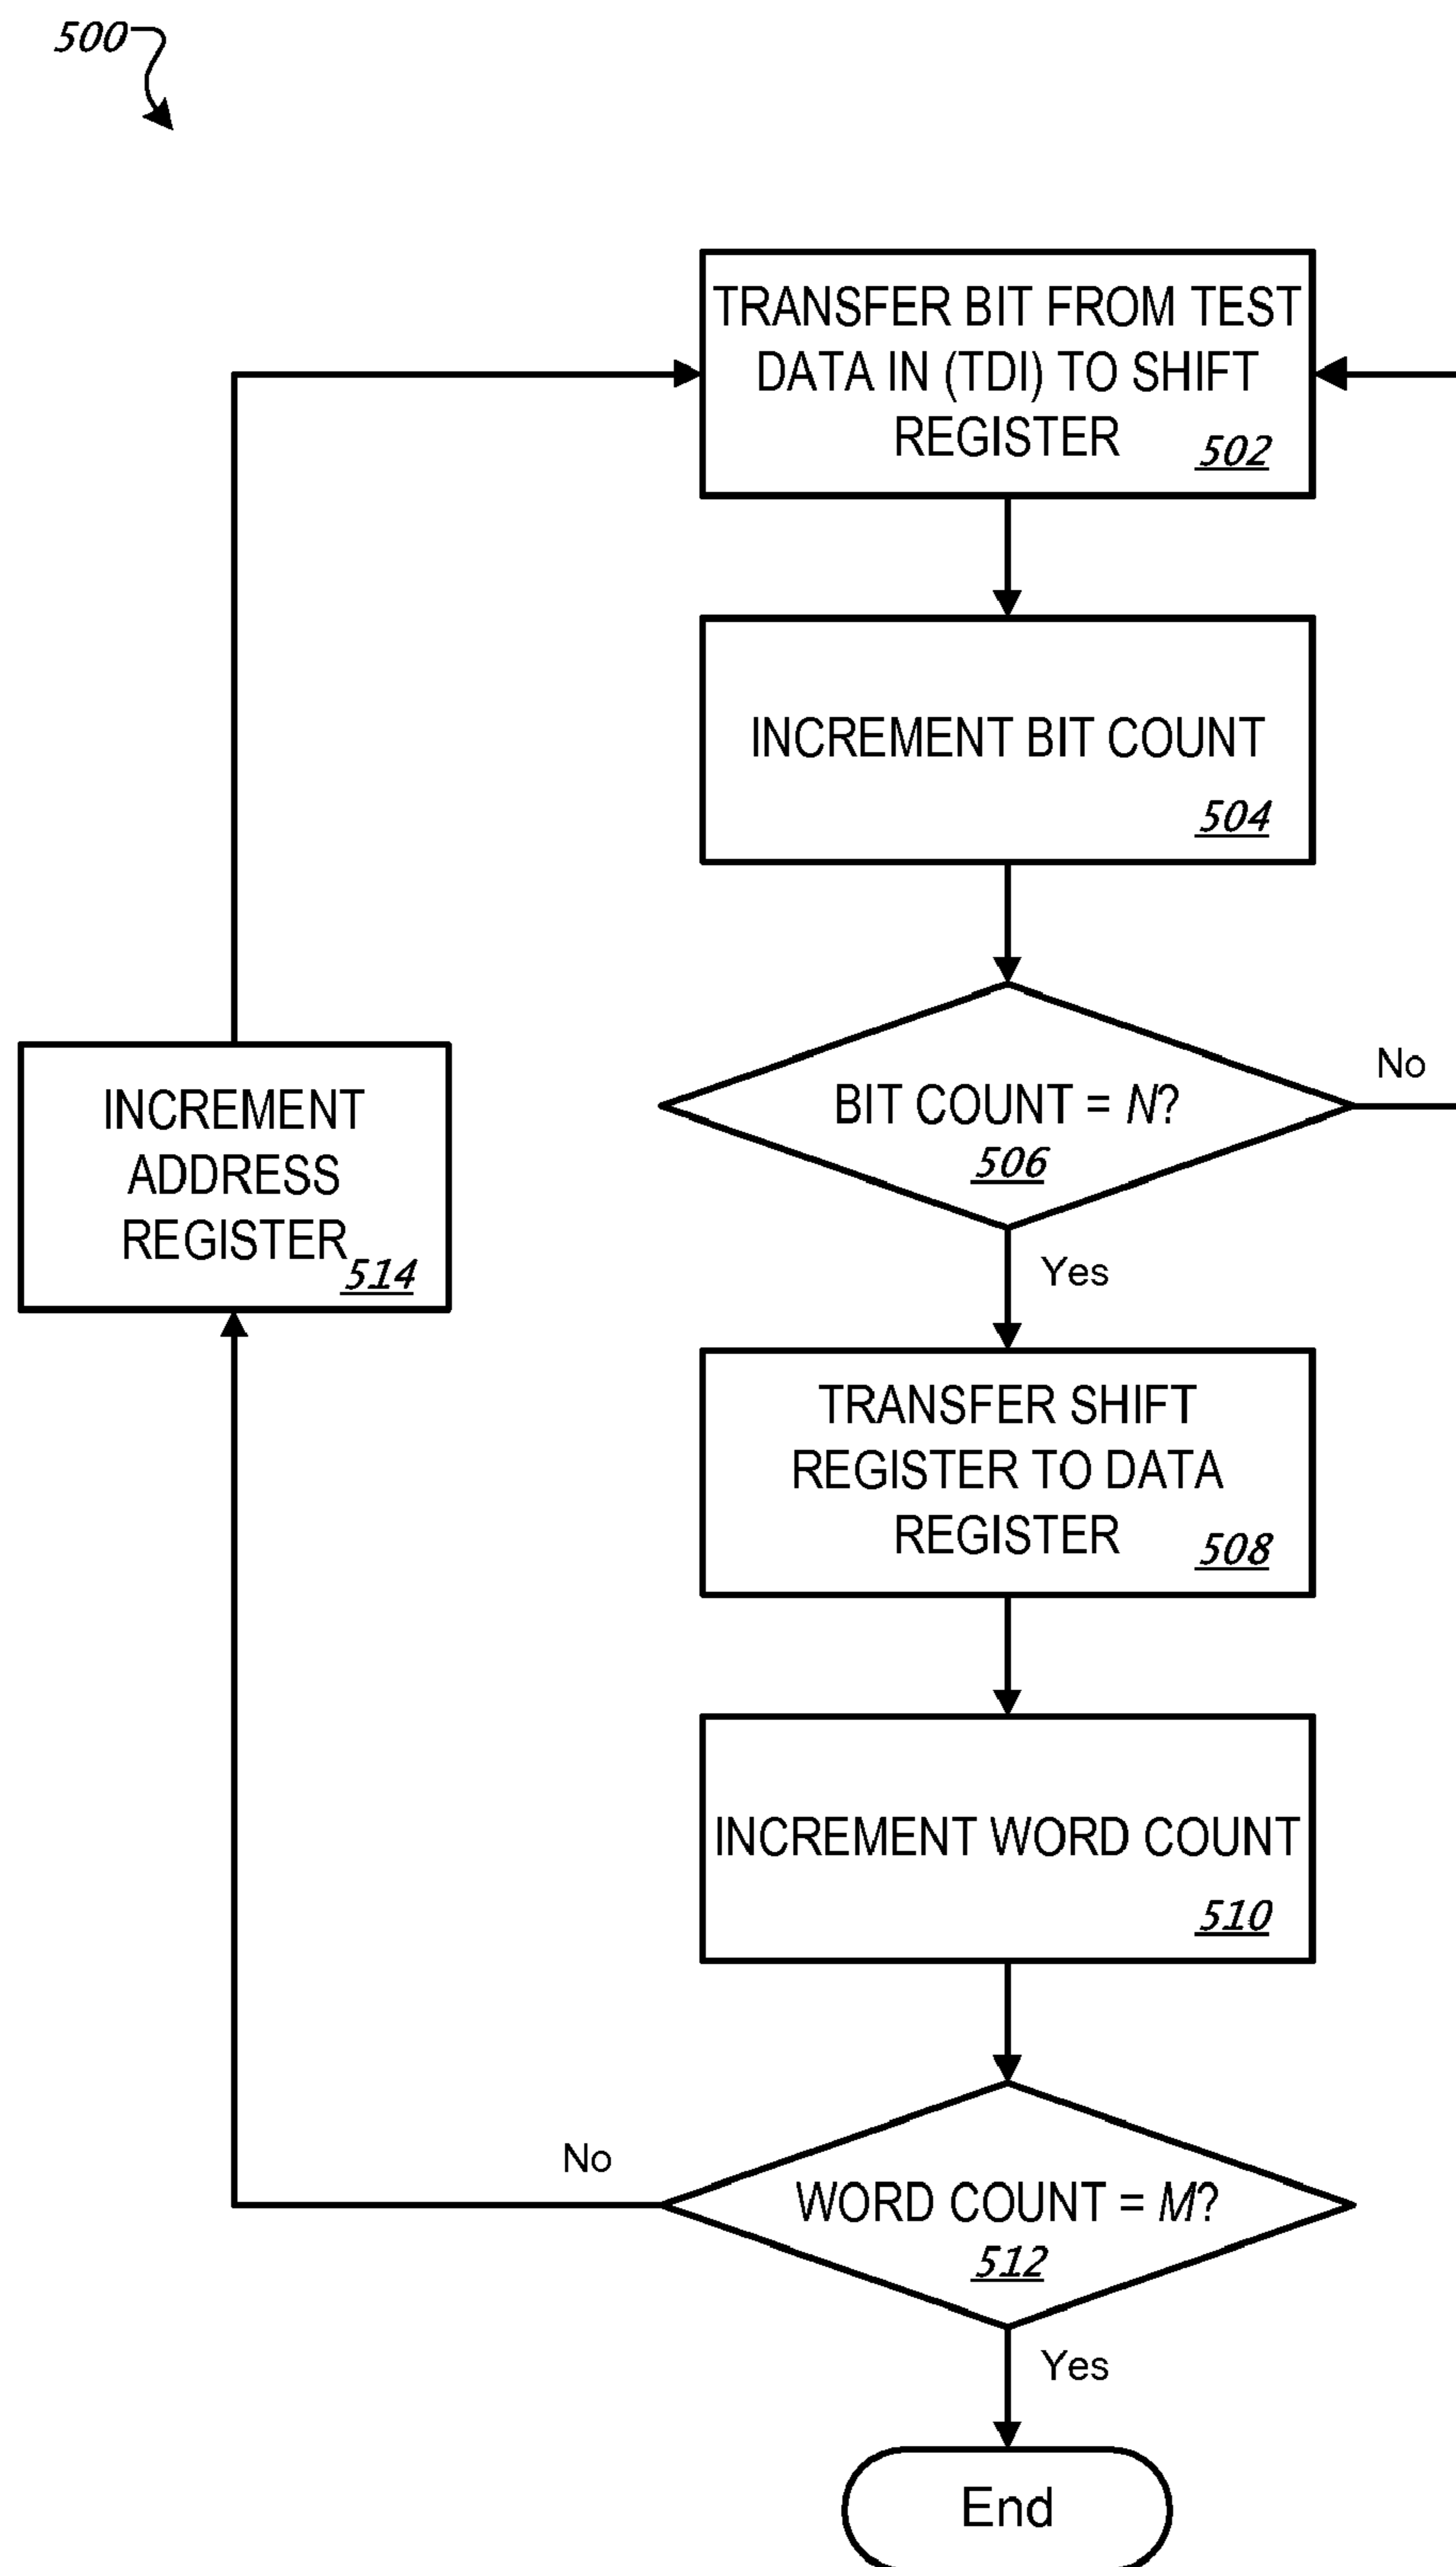 500
TRANSFER BIT FROM TEST
DATA IN (TDI) TO SHIFT
REGISTER
502
INCREMENT BIT COUNT
504
BIT COUNT = N?
506
No
Yes
INCREMENT
ADDRESS
REGISTER
514
TRANSFER SHIFT
REGISTER TO DATA
REGISTER
508
INCREMENT WORD COUNT
510
No
WORD COUNT = M?
512
Yes
End